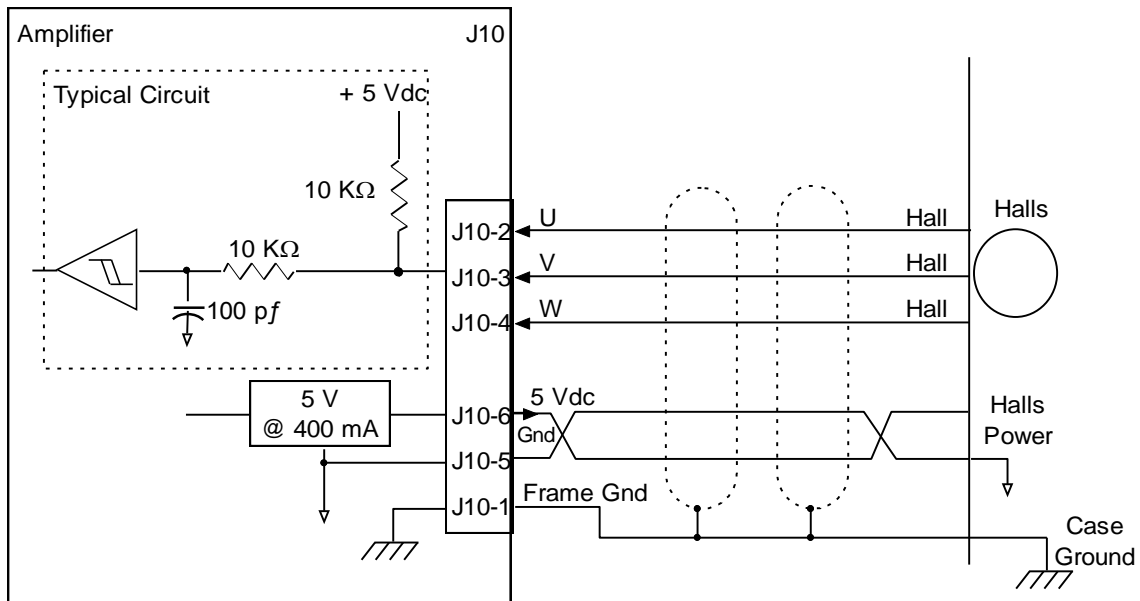 Amplifier
J10
Typical Circuit
+ 5 Vdc
10 KΩ
10 KΩ
100 pƒ
5 V
@ 400 mA
J10-2
J10-3
J10-4
J10-6
J10-5
J10-1
U
V
W
5 Vdc
Gnd
Frame Gnd
Hall
Hall
Hall
Halls
Halls
Power
Case
Ground